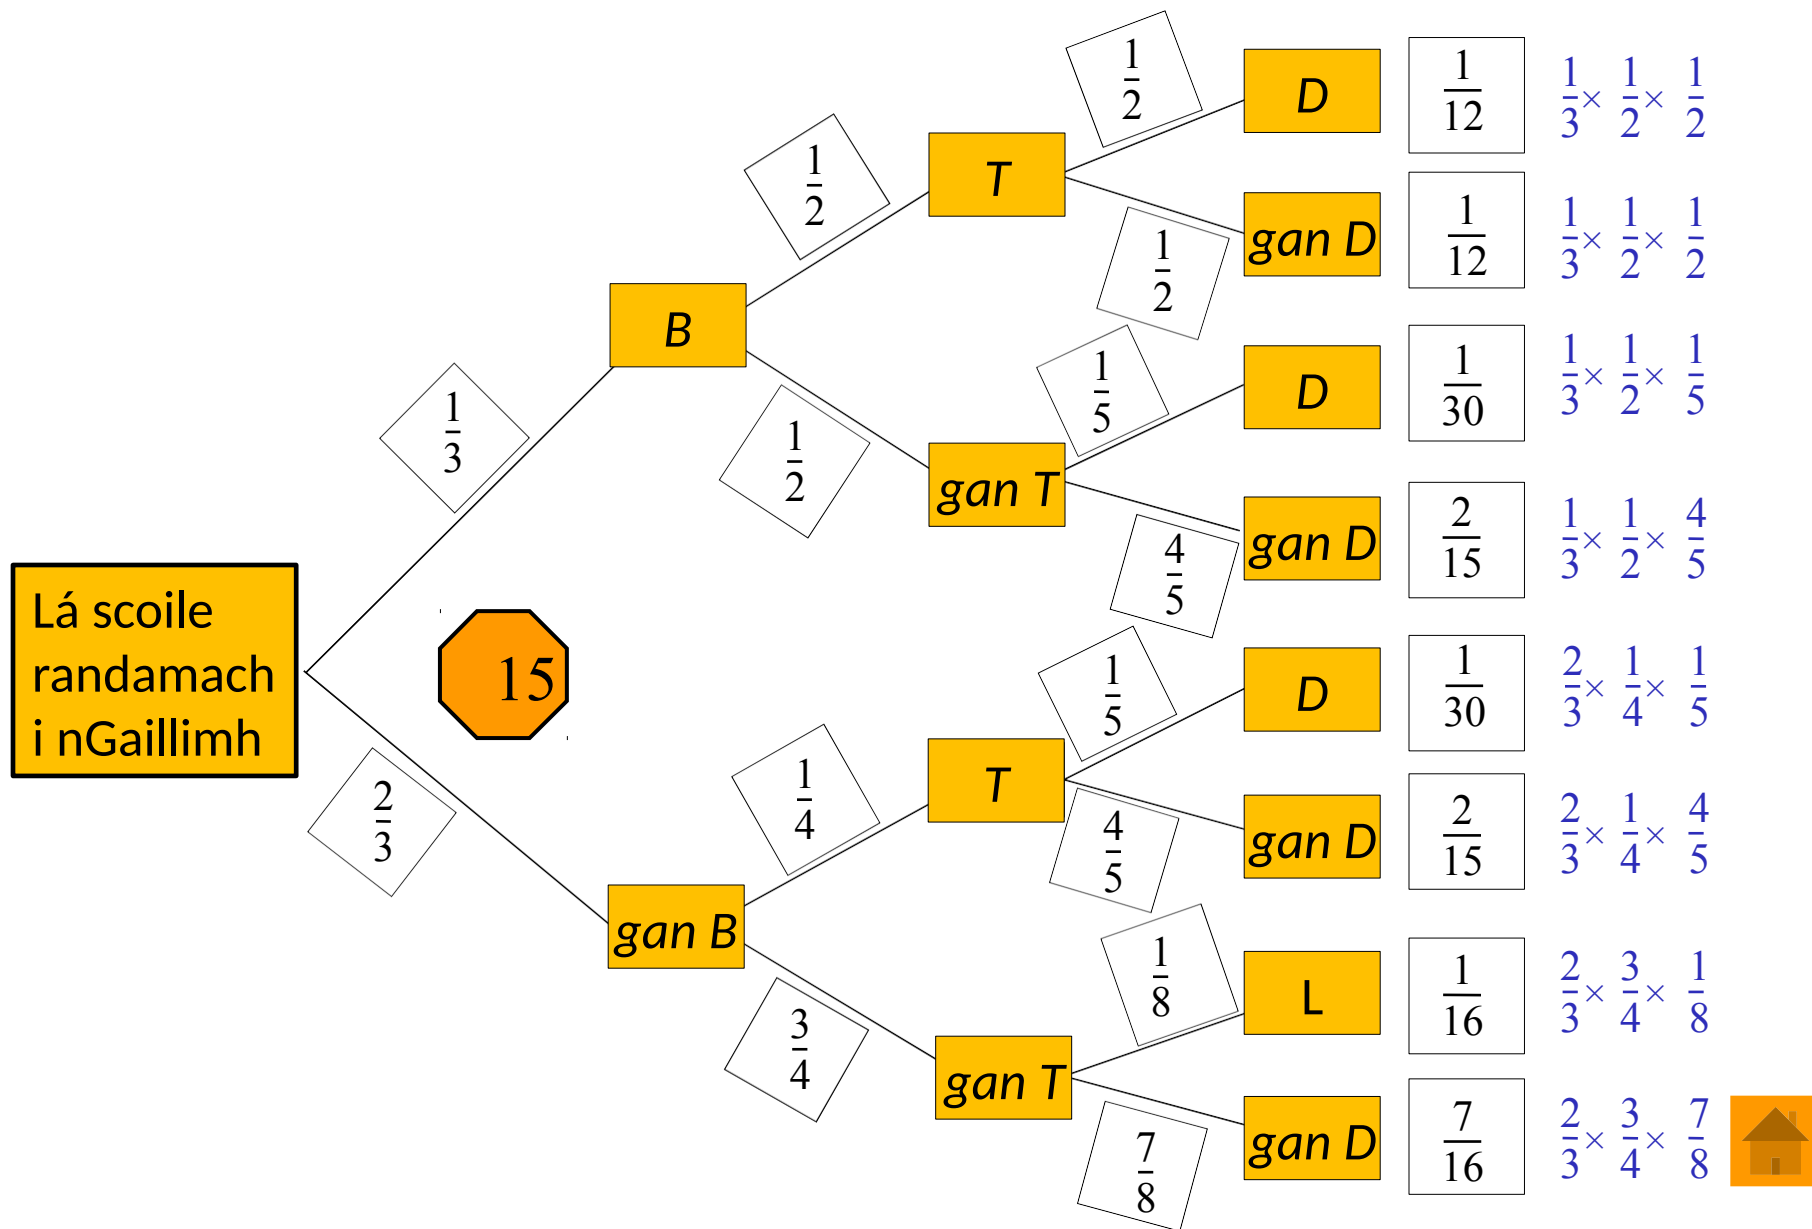 1/2
D
1/12
1/3 × 1/2 × 1/2
1/2
T
1/2
gan D
1/12
1/3 × 1/2 × 1/2
B
1/3
1/2
1/5
D
1/30
1/3 × 1/2 × 1/5
gan T
4/5
gan D
2/15
1/3 × 1/2 × 4/5
Lá scoile
randamach
i nGaillimh
15
2/3
1/4
T
1/5
D
1/30
2/3 × 1/4 × 1/5
4/5
gan D
2/15
2/3 × 1/4 × 4/5
gan B
3/4
1/8
L
1/16
2/3 × 3/4 × 1/8
gan T
7/8
gan D
7/16
2/3 × 3/4 × 7/8